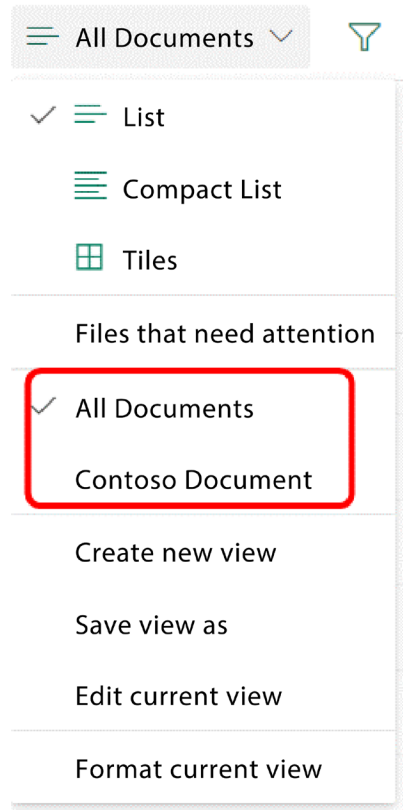 All Documents
List
Compact List
Tiles
Files that need attention
All Documents
Contoso Document
Create new view
Save view as
Edit current view
Format current view